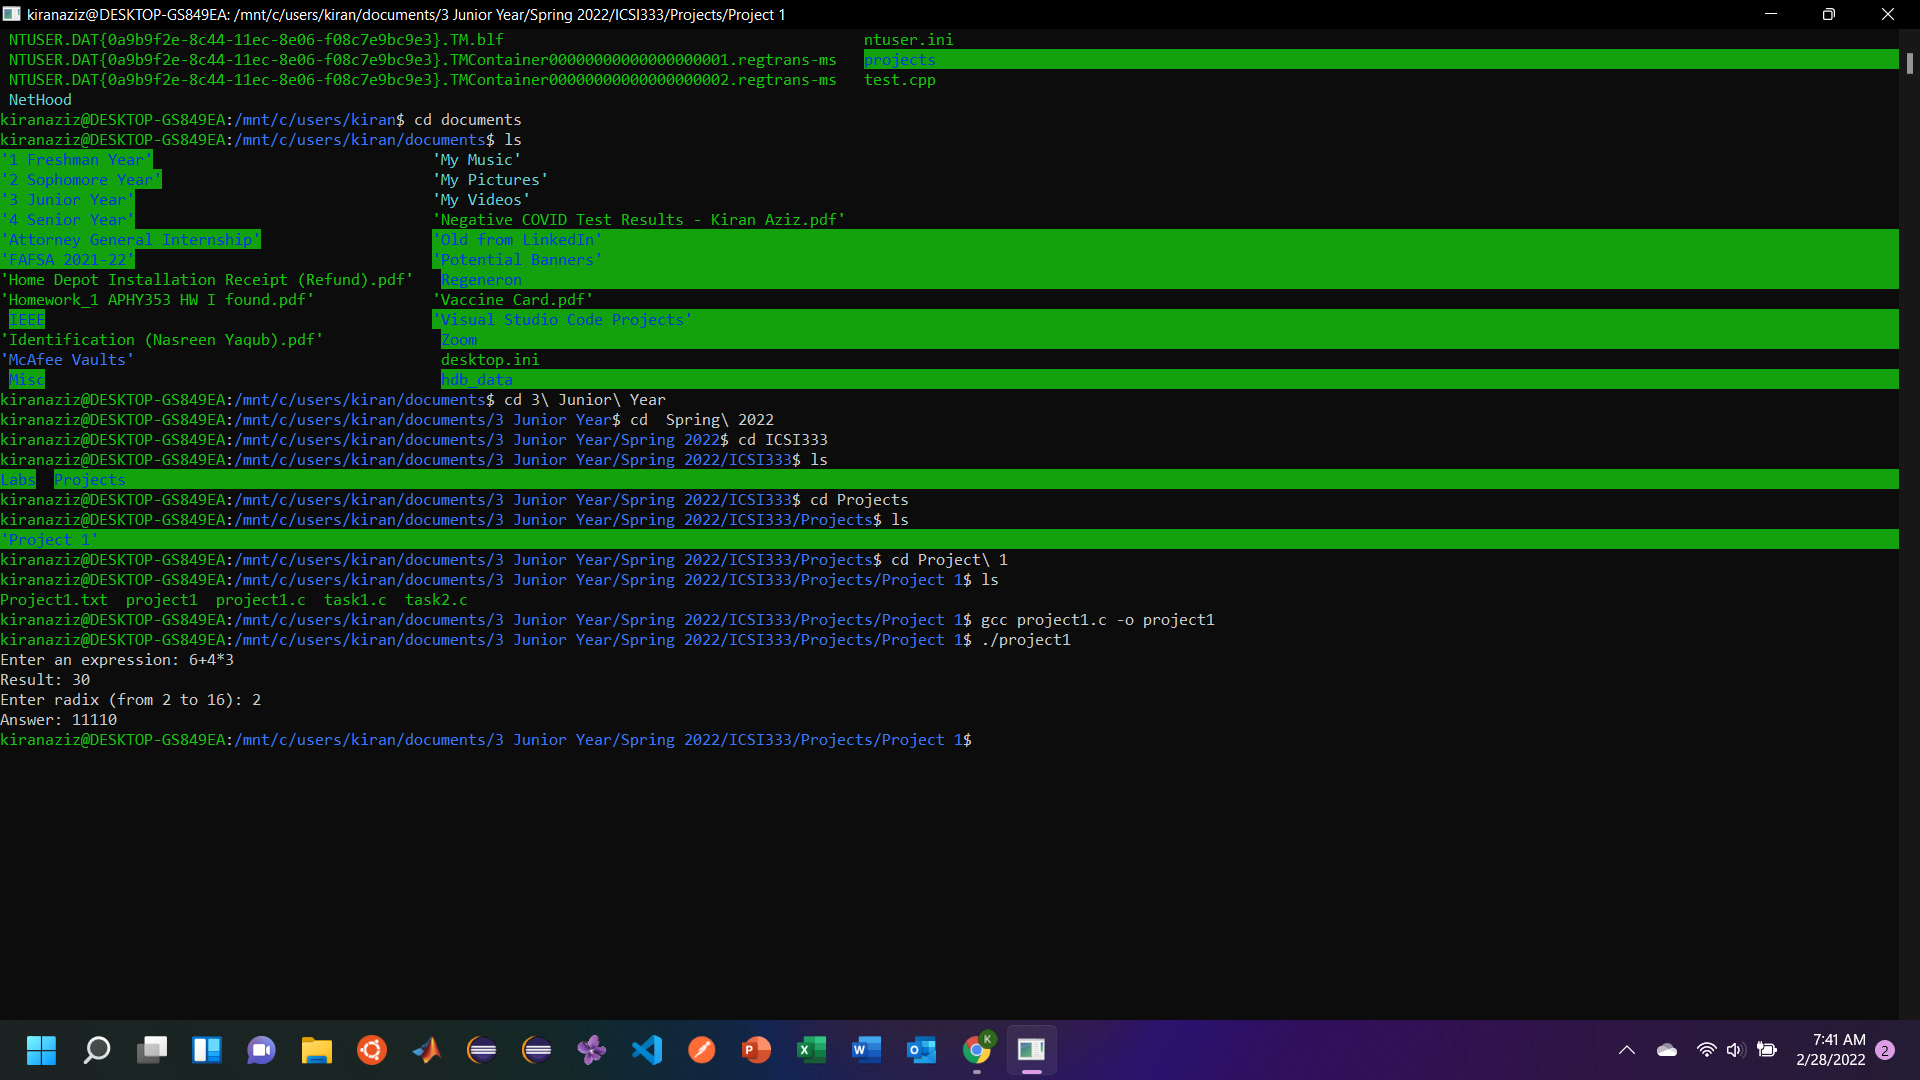 kiranaziz@DESKTOP-GS849EA: /mnt/c/users/kiran/documents/3 Junior Year/Spring 2022/ICSI333/Projects/Project 1
NTUSER.DAT{0a9b9f2e-8c44-11ec-8e06-f08c7e9bc9e3}.TM.blf ntuser.ini
NTUSER.DAT{0a9b9f2e-8c44-11ec-8e06-f08c7e9bc9e3}.TMContainer00000000000000000001.regtrans-ms projects
NTUSER.DAT{0a9b9f2e-8c44-11ec-8e06-f08c7e9bc9e3}.TMContainer00000000000000000002.regtrans-ms test.cpp
NetHood
kiranaziz@DESKTOP-GS849EA:/mnt/c/users/kiran$ cd documents
kiranaziz@DESKTOP-GS849EA:/mnt/c/users/kiran/documents$ ls
'1 Freshman Year' 'My Music'
'2 Sophomore Year' 'My Pictures'
'3 Junior Year' 'My Videos'
'4 Senior Year' 'Negative COVID Test Results - Kiran Aziz.pdf'
'Attorney General Internship' 'Old from LinkedIn'
'FAFSA 2021-22' 'Potential Banners'
'Home Depot Installation Receipt (Refund).pdf' Regeneron
'Homework_1 APHY353 HW I found.pdf' 'Vaccine Card.pdf'
IEEE 'Visual Studio Code Projects'
'Identification (Nasreen Yaqub).pdf' Zoom
'McAfee Vaults' desktop.ini
Misc hdb_data
kiranaziz@DESKTOP-GS849EA:/mnt/c/users/kiran/documents$ cd 3\ Junior\ Year
kiranaziz@DESKTOP-GS849EA:/mnt/c/users/kiran/documents/3 Junior Year$ cd  Spring\ 2022
kiranaziz@DESKTOP-GS849EA:/mnt/c/users/kiran/documents/3 Junior Year/Spring 2022$ cd ICSI333
kiranaziz@DESKTOP-GS849EA:/mnt/c/users/kiran/documents/3 Junior Year/Spring 2022/ICSI333$ ls
Labs Projects
kiranaziz@DESKTOP-GS849EA:/mnt/c/users/kiran/documents/3 Junior Year/Spring 2022/ICSI333$ cd Projects
kiranaziz@DESKTOP-GS849EA:/mnt/c/users/kiran/documents/3 Junior Year/Spring 2022/ICSI333/Projects$ ls
'Project 1'
kiranaziz@DESKTOP-GS849EA:/mnt/c/users/kiran/documents/3 Junior Year/Spring 2022/ICSI333/Projects$ cd Project\ 1
kiranaziz@DESKTOP-GS849EA:/mnt/c/users/kiran/documents/3 Junior Year/Spring 2022/ICSI333/Projects/Project 1$ ls
Project1.txt project1 project1.c task1.c task2.c
kiranaziz@DESKTOP-GS849EA:/mnt/c/users/kiran/documents/3 Junior Year/Spring 2022/ICSI333/Projects/Project 1$ gcc project1.c -o project1
kiranaziz@DESKTOP-GS849EA:/mnt/c/users/kiran/documents/3 Junior Year/Spring 2022/ICSI333/Projects/Project 1$ ./project1
Enter an expression: 6+4*3
Result: 30
Enter radix (from 2 to 16): 2
Answer: 11110
kiranaziz@DESKTOP-GS849EA:/mnt/c/users/kiran/documents/3 Junior Year/Spring 2022/ICSI333/Projects/Project 1$
P X W K
7:41 AM
2/28/2022 2